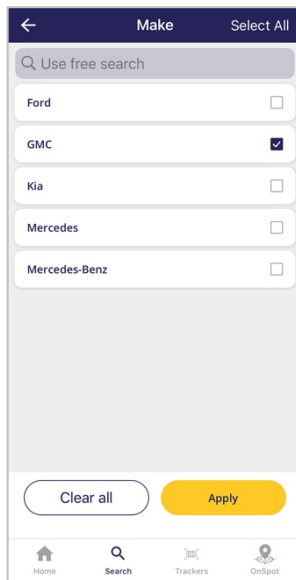 Make
Select All
Use free search
Ford
GMC
Kia
Mercedes
Mercedes-Benz
Clear all
Apply
Home
Search
Trackers
OnSpot